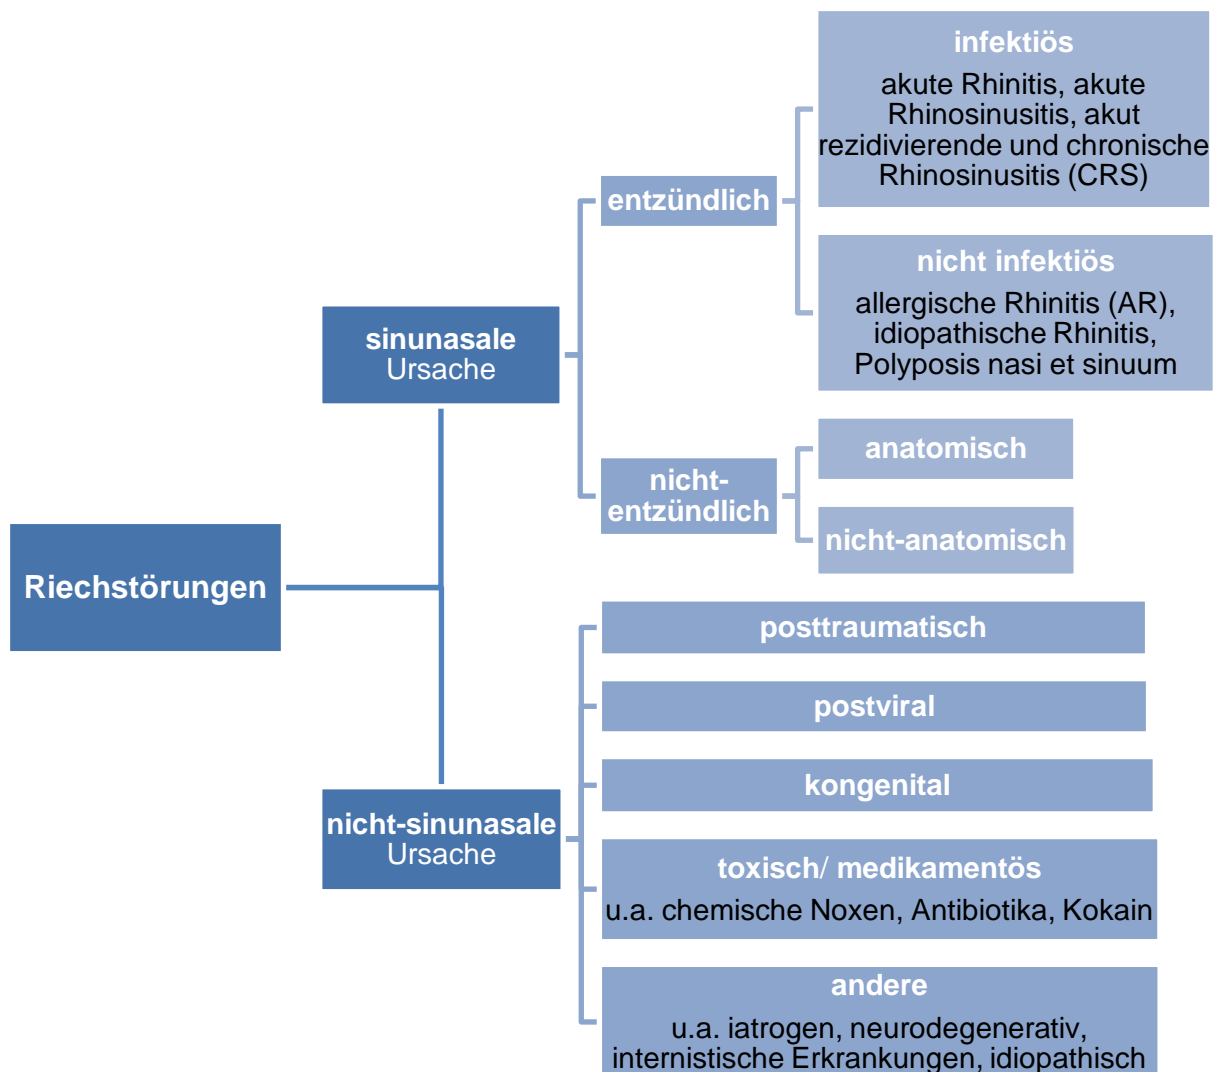 infektiös
akute Rhinitis, akute
Rhinosinusitis, akut
rezidivierende und chronische
Rhinosinusitis (CRS)
entzündlich
nicht infektiös
allergische Rhinitis (AR),
idiopathische Rhinitis,
Polyposis nasi et sinuum
sinunasale
Ursache
anatomisch
nicht-
entzündlich
nicht-anatomisch
Riechstörungen
posttraumatisch
postviral
kongenital
nicht-sinunasale
Ursache
toxisch/ medikamentös
u.a. chemische Noxen, Antibiotika, Kokain
andere
u.a. iatrogen, neurodegenerativ,
internistische Erkrankungen, idiopathisch